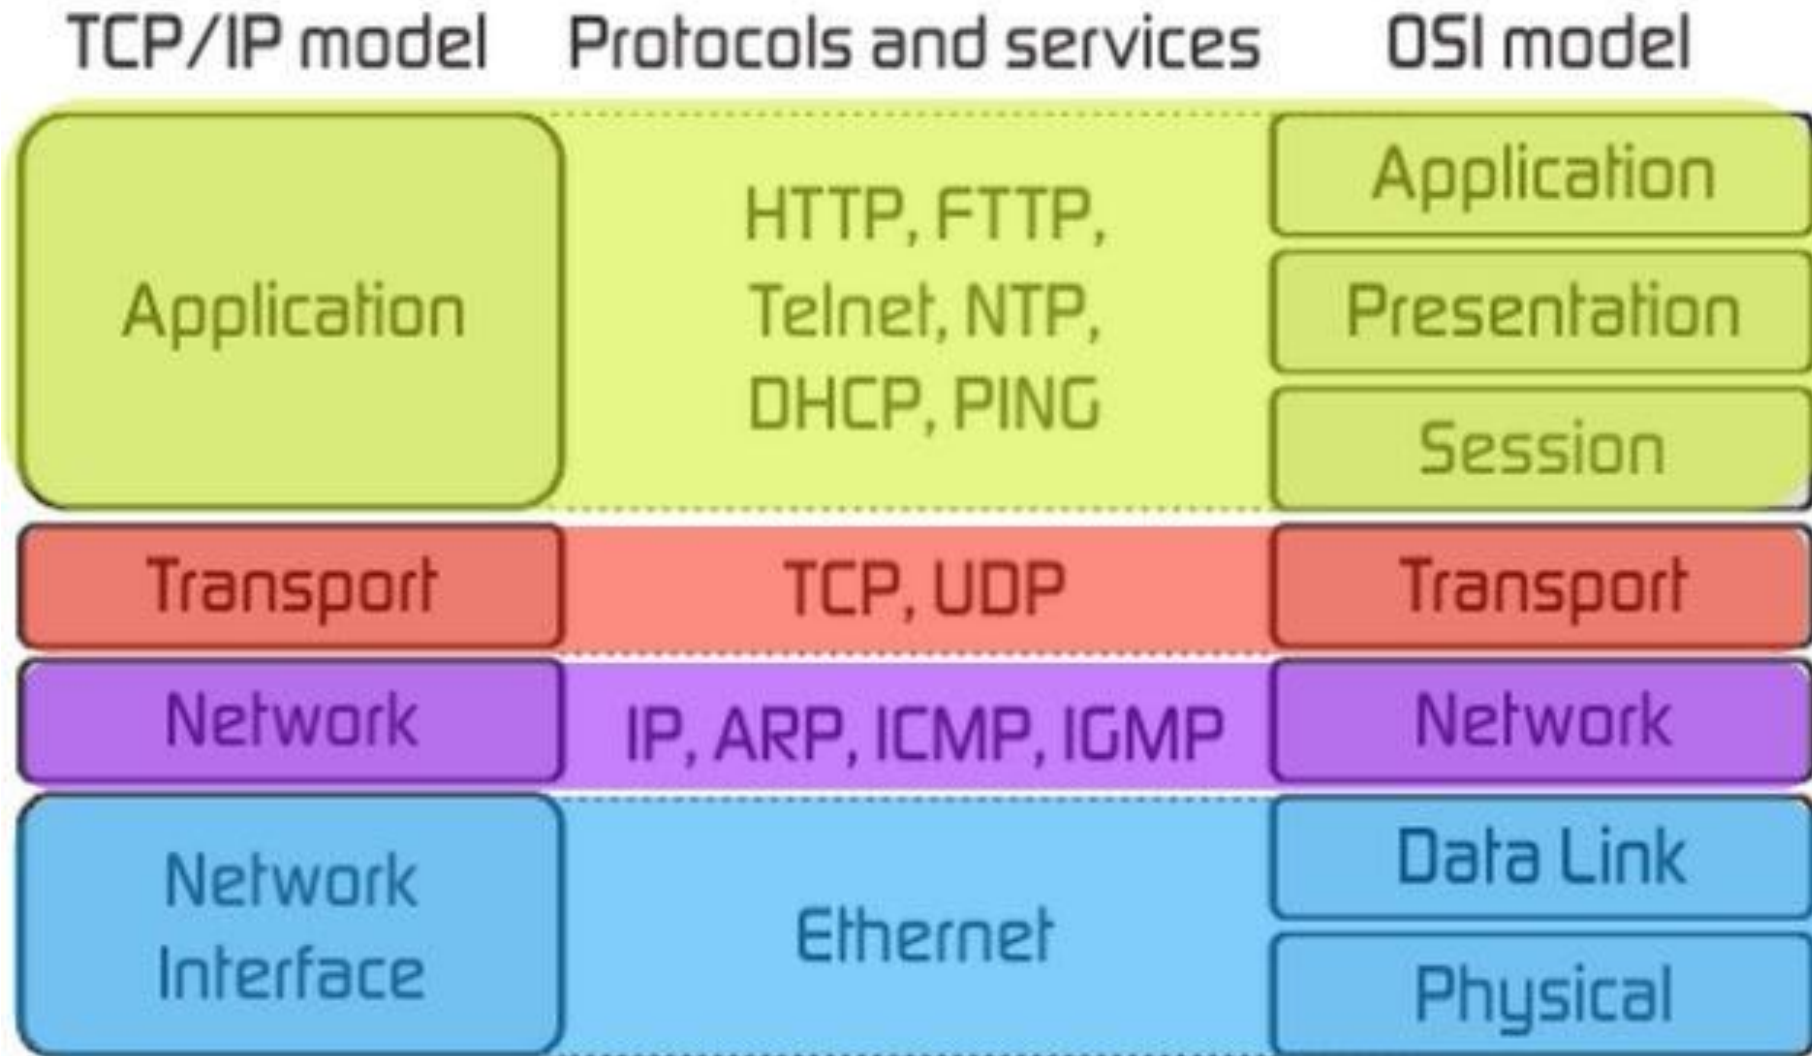 TCP/IP model Protocols and services OSI model
Application
HTTP, FTTP,
Telnet, NTP,
DHCP, PING
Application
Presentation
Session
Transport TCP, UDP Transport
Network IP, ARP, ICMP, IGMP Network
Network
Interface
Ethernet
Data Link
Physical